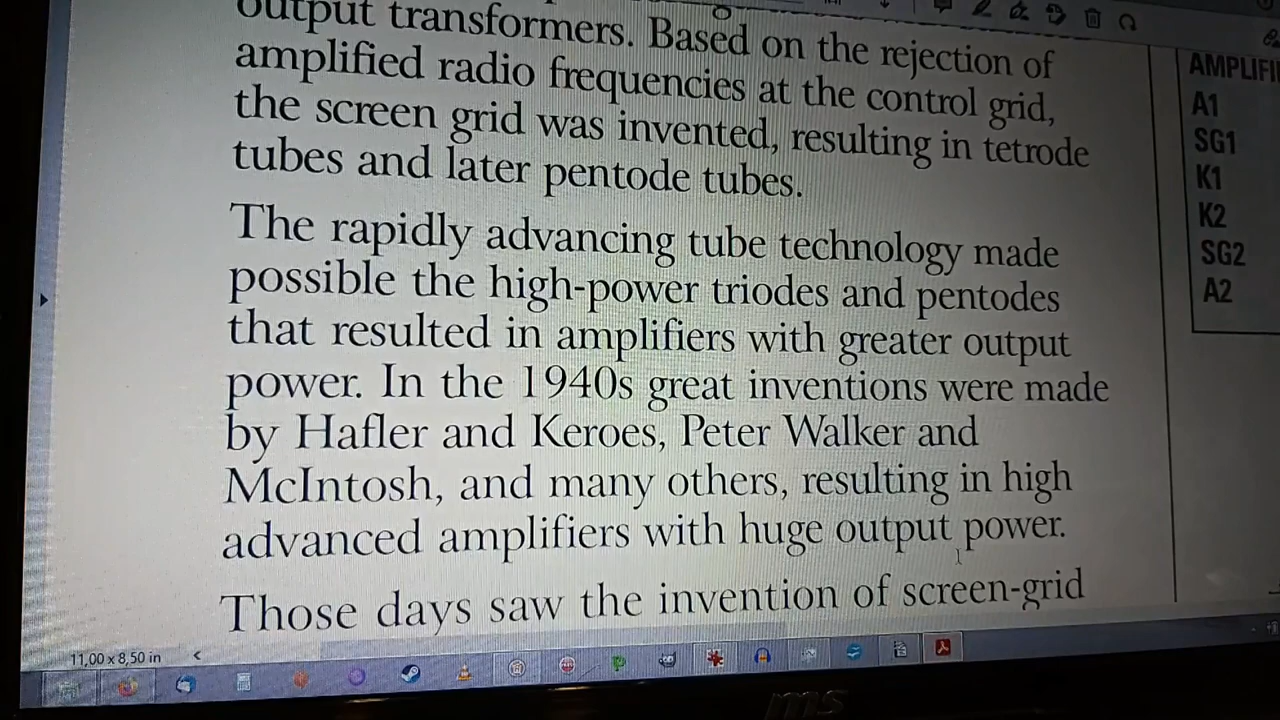 output transformers. Based on the rejection of
amplified radio frequencies at the control grid,
the screen grid was invented, resulting in tetrode
tubes and later pentode tubes.
The rapidly advancing tube technology made
possible the high-power triodes and pentodes
that resulted in amplifiers with greater output
power. In the 1940s great inventions were made
by Hafler and Keroes, Peter Walker and
McIntosh, and many others, resulting in high
advanced amplifiers with huge output power.
Those days saw the invention of screen-grid
AMPLIFI
A1
SG1
K1
K2
SG2
A2
11,00 x 8,50 in